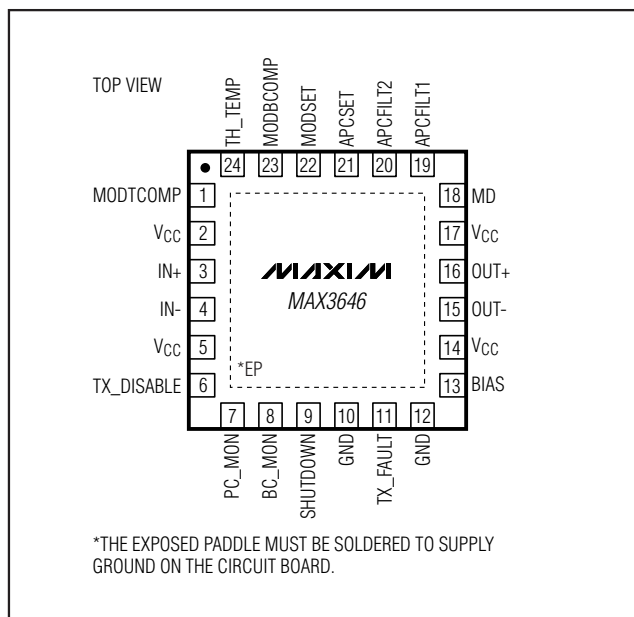 TOP VIEW
TH_TEMP
MODBCOMP
MODSET
APCSET
APCFILT2
APCFILT1
24 23 22 21 20 19
MODTCOMP 1
VCC 2
IN+ 3
IN- 4
VCC 5
TX_DISABLE 6
18 MD
17 VCC
16 OUT+
15 OUT-
14 VCC
13 BIAS
MAXIM
MAX3646
*EP
7 8 9 10 11 12
PC_MON
BC_MON
SHUTDOWN
GND
TX_FAULT
GND
*THE EXPOSED PADDLE MUST BE SOLDERED TO SUPPLY
GROUND ON THE CIRCUIT BOARD.